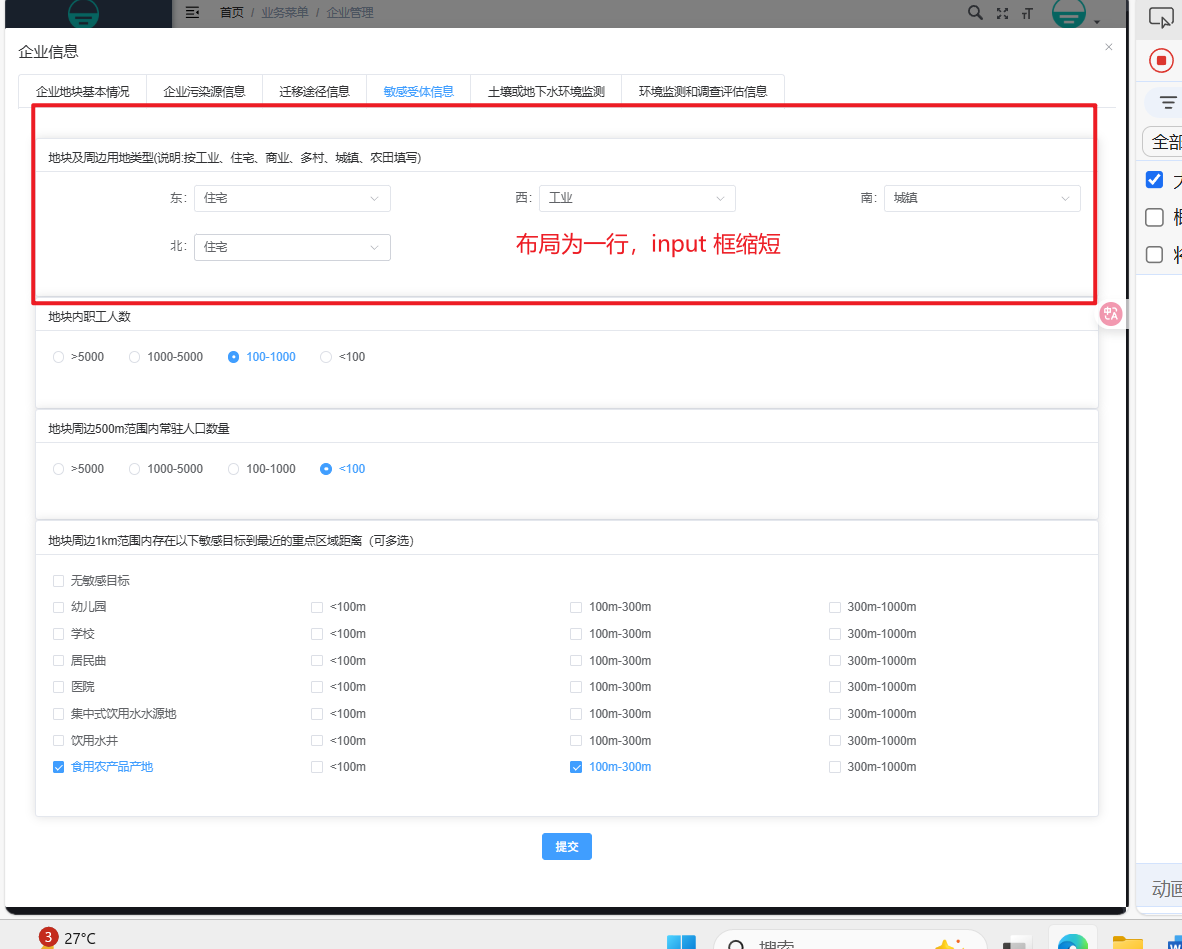 首页 / 业务菜单 / 企业管理
企业信息
企业地块基本情况 企业污染源信息 迁移途径信息 敏感受体信息 土壤或地下水环境监测 环境监测和调查评估信息
全部
地块及周边用地类型(说明:按工业、住宅、商业、多村、城镇、农田填写)
东: 住宅 西: 工业 南: 城镇
北: 住宅
布局为一行，input 框缩短
地块内职工人数
>5000 1000-5000 100-1000 <100
地块周边500m范围内常驻人口数量
>5000 1000-5000 100-1000 <100
地块周边1km范围内存在以下敏感目标到最近的重点区域距离（可多选）
无敏感目标
幼儿园 <100m 100m-300m 300m-1000m
学校 <100m 100m-300m 300m-1000m
居民曲 <100m 100m-300m 300m-1000m
医院 <100m 100m-300m 300m-1000m
集中式饮用水水源地 <100m 100m-300m 300m-1000m
饮用水井 <100m 100m-300m 300m-1000m
食用农产品产地 <100m 100m-300m 300m-1000m
提交
动画
3 27°C
搜索